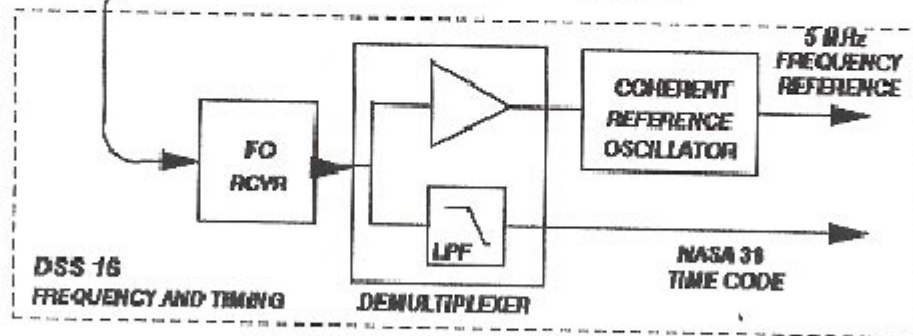 5 MHz
FREQUENCY
REFERENCE
COHERENT
REFERENCE
OSCILLATOR
FO
RCVR
LPF
NASA 36
TIME CODE
DSS 16
FREQUENCY AND TIMING
DEMULTIPLEXER